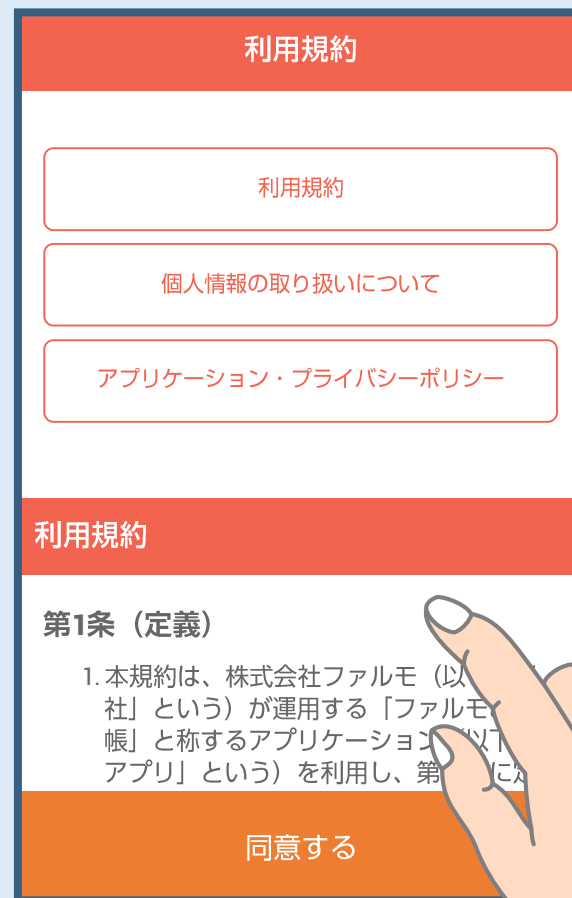 利用規約
利用規約
個人情報の取り扱いについて
アプリケーション・プライバシーポリシー
利用規約
第1条（定義）
1. 本規約は、株式会社ファルモ（以
社」という）が運用する「ファルモ
帳」と称するアプリケーション
アプリ」という）を利用し、第
同意する